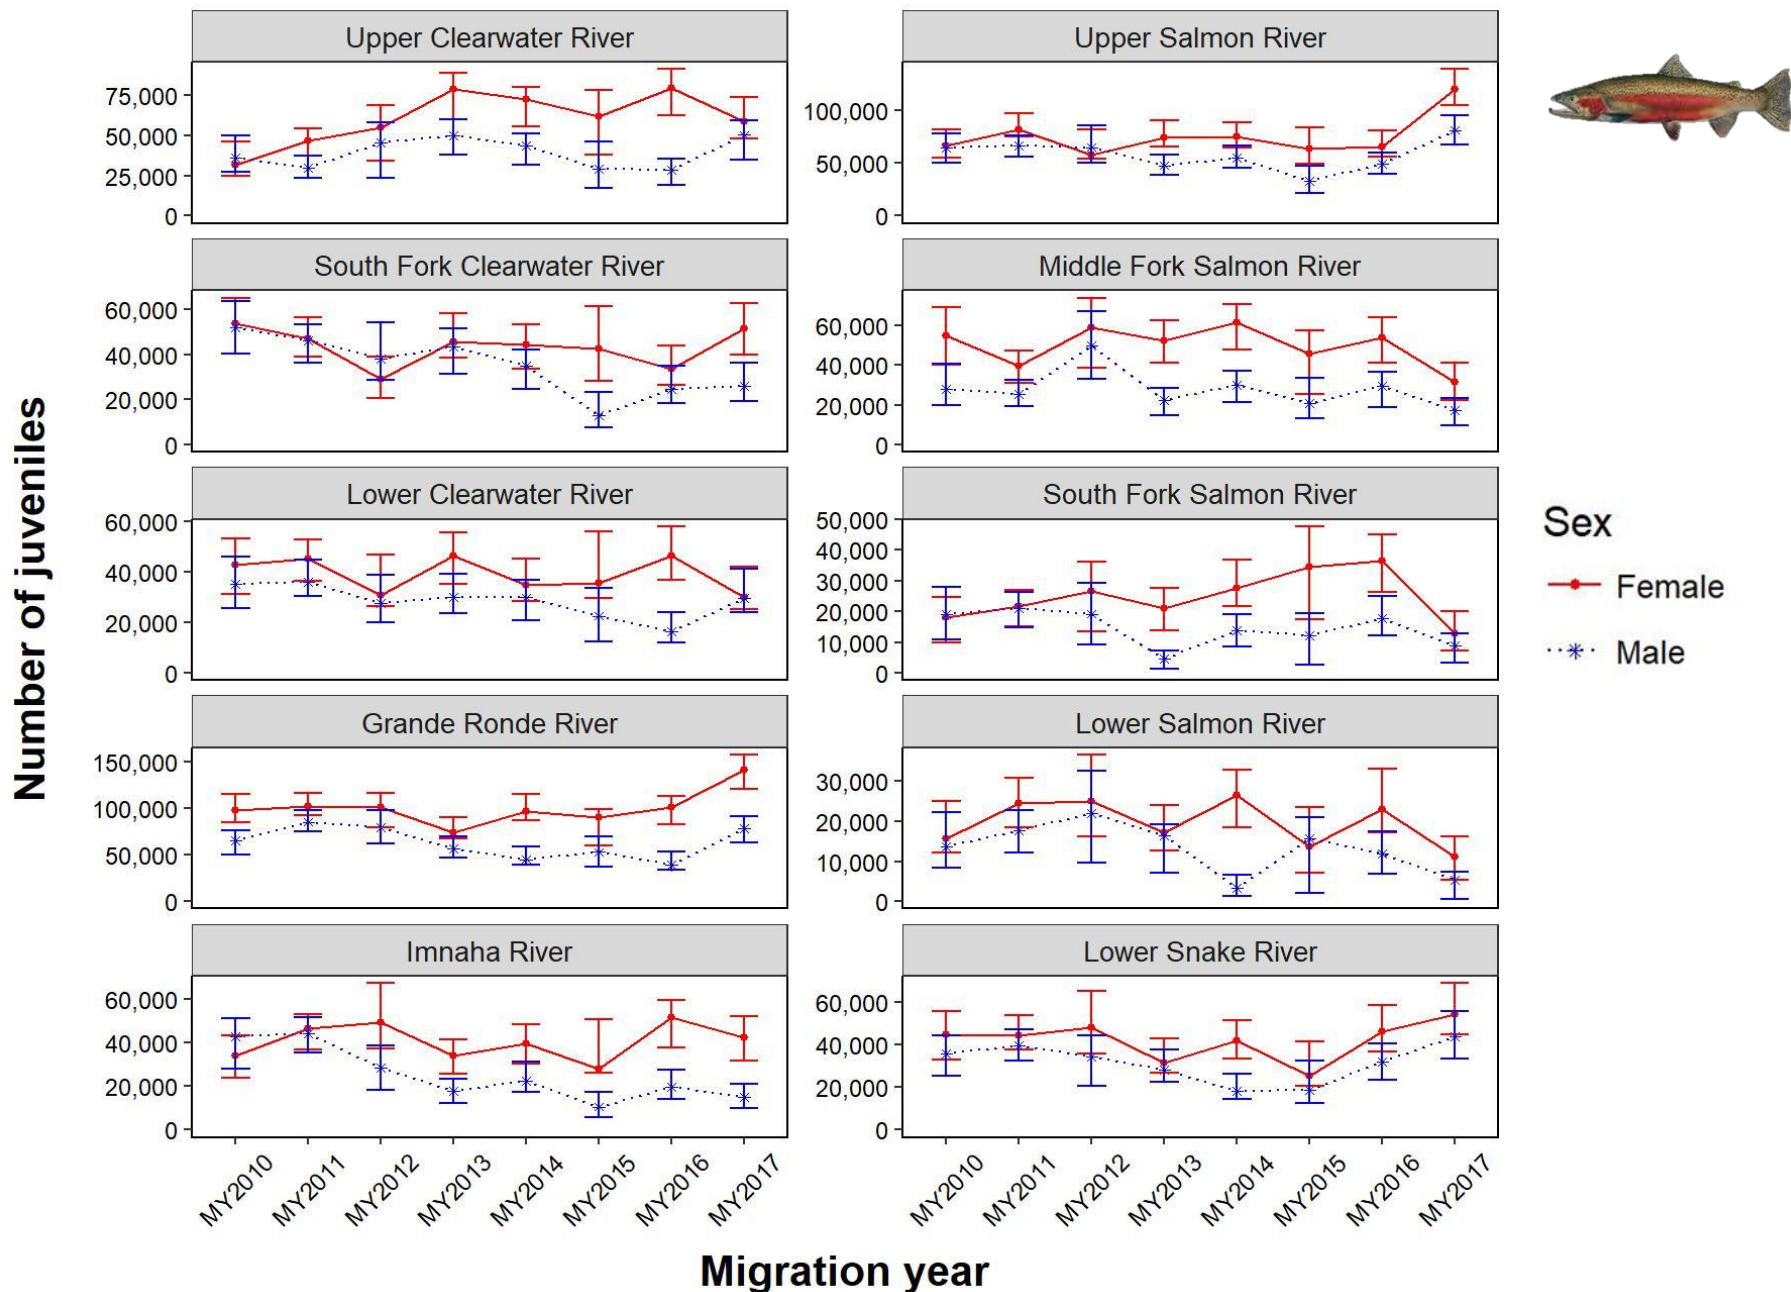 Upper Clearwater River
Upper Salmon River
75,000
50,000
25,000
0
100,000
50,000
0
South Fork Clearwater River
Middle Fork Salmon River
60,000
40,000
20,000
0
60,000
40,000
20,000
0
Lower Clearwater River
South Fork Salmon River
60,000
40,000
20,000
0
50,000
40,000
30,000
20,000
10,000
0
Grande Ronde River
Lower Salmon River
150,000
100,000
50,000
0
30,000
20,000
10,000
0
Imnaha River
Lower Snake River
60,000
40,000
20,000
0
60,000
40,000
20,000
0
MY2010
MY2011
MY2012
MY2013
MY2014
MY2015
MY2016
MY2017
MY2010
MY2011
MY2012
MY2013
MY2014
MY2015
MY2016
MY2017
Number of juveniles
Migration year
Sex
Female
Male